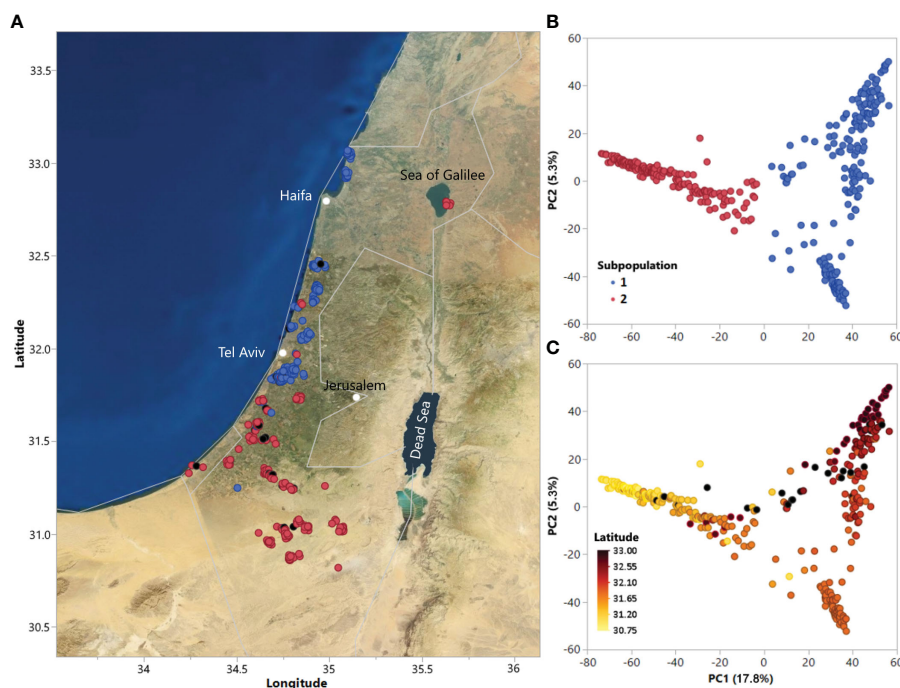 A
33.5
33.0
32.5
32.0
31.5
31.0
30.5
Latitude
34
34.5
35
35.5
36
Longitude
Haifa
Sea of Galilee
Tel Aviv
Jerusalem
Dead Sea
B
60
40
20
0
-20
-40
-60
PC2 (5.3%)
-80 -60 -40 -20 0 20 40 60
Subpopulation
1
2
C
60
40
20
0
-20
-40
-60
PC2 (5.3%)
Latitude
33.00
32.55
32.10
31.65
31.20
30.75
-80 -60 -40 -20 0 20 40 60
PC1 (17.8%)